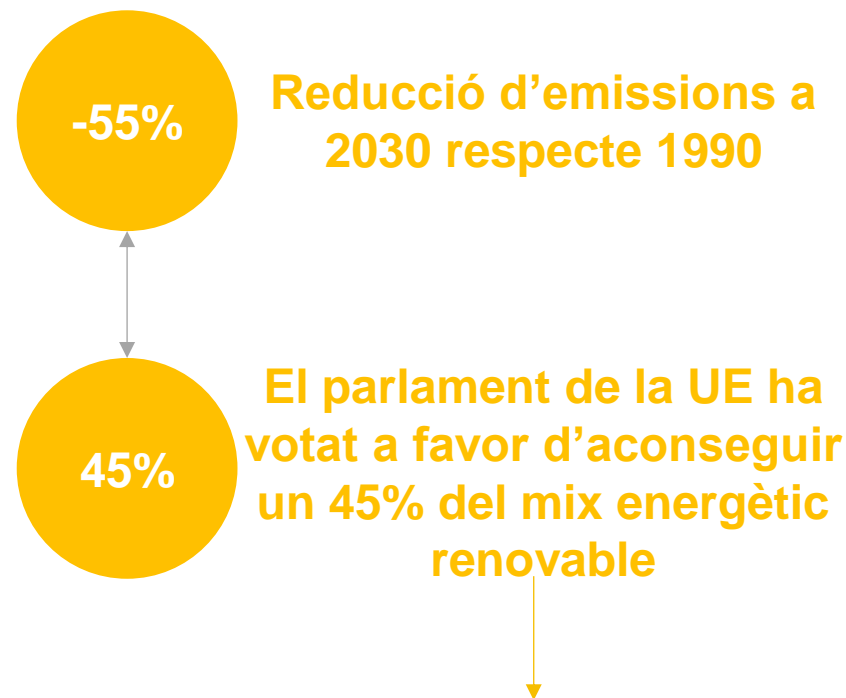 -55%
Reducció d’emissions a
2030 respecte 1990
45%
El parlament de la UE ha
votat a favor d’aconseguir
un 45% del mix energètic
renovable